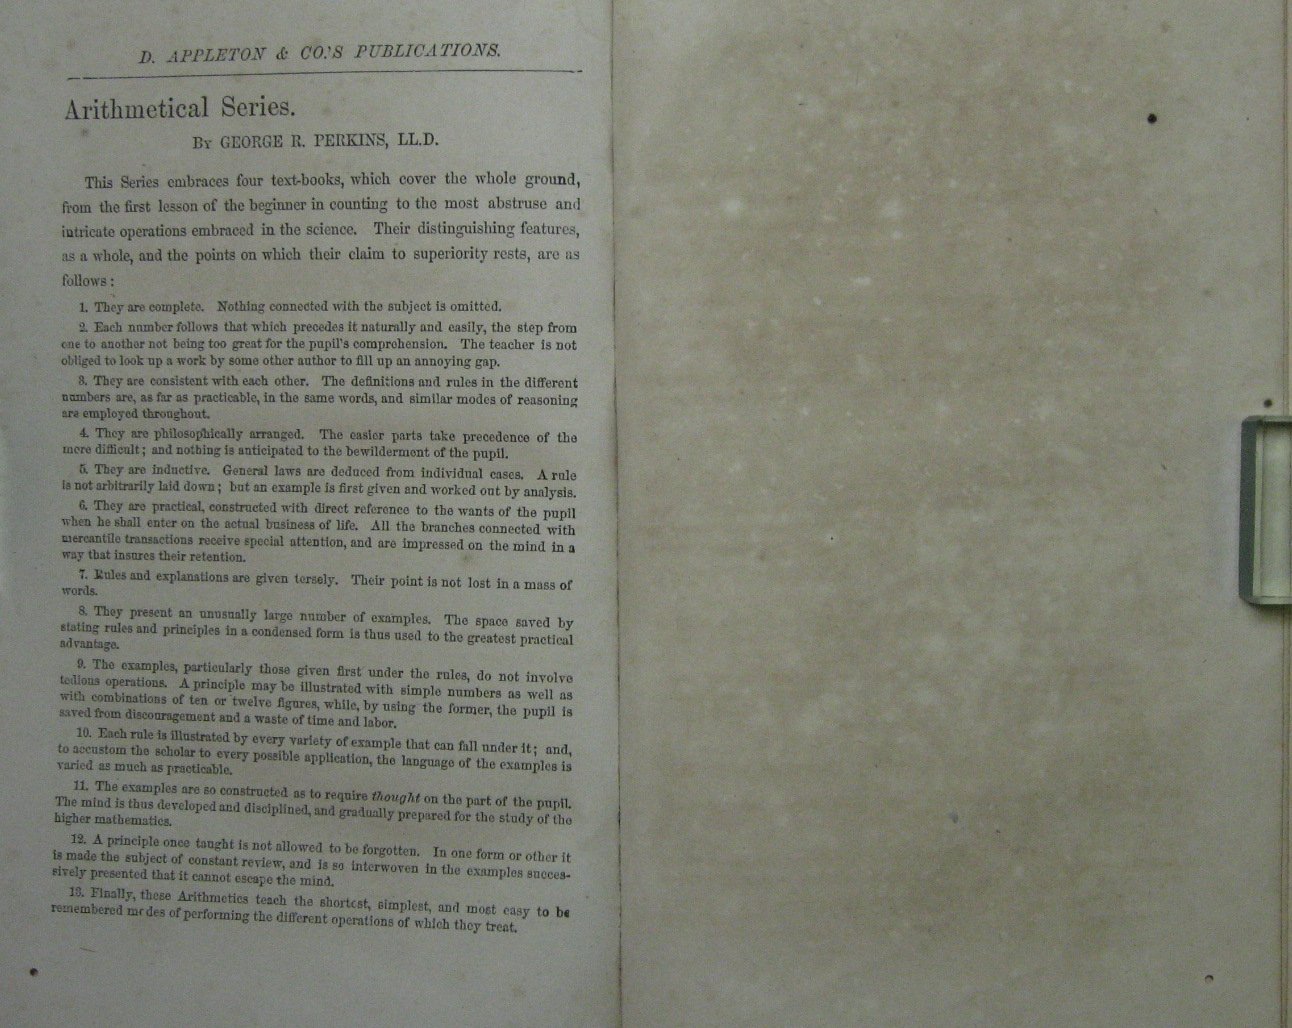 D. APPLETON & CO.'S PUBLICATIONS.
Arithmetical Series.
By GEORGE R. PERKINS, LL.D.
This Series embraces four text-books, which cover the whole ground,
from the first lesson of the beginner in counting to the most abstruse and
intricate operations embraced in the science. Their distinguishing features,
as a whole, and the points on which their claim to superiority rests, are as
follows:
1. They are complete. Nothing connected with the subject is omitted.
2. Each number follows that which precedes it naturally and easily, the step from
one to another not being too great for the pupil's comprehension. The teacher is not
obliged to look up a work by some other author to fill up an annoying gap.
3. They are consistent with each other. The definitions and rules in the different
numbers are, as far as practicable, in the same words, and similar modes of reasoning
are employed throughout.
4. They are philosophically arranged. The easier parts take precedence of the
more difficult; and nothing is anticipated to the bewilderment of the pupil.
5. They are inductive. General laws are deduced from individual cases. A rule
is not arbitrarily laid down; but an example is first given and worked out by analysis.
6. They are practical, constructed with direct reference to the wants of the pupil
when he shall enter on the actual business of life. All the branches connected with
mercantile transactions receive special attention, and are impressed on the mind in a
way that insures their retention.
7. Rules and explanations are given tersely. Their point is not lost in a mass of
words.
8. They present an unusually large number of examples. The space saved by
stating rules and principles in a condensed form is thus used to the greatest practical
advantage.
9. The examples, particularly those given first under the rules, do not involve
tedious operations. A principle may be illustrated with simple numbers as well as
with combinations of ten or twelve figures, while, by using the former, the pupil is
saved from discouragement and a waste of time and labor.
10. Each rule is illustrated by every variety of example that can fall under it; and,
to accustom the scholar to every possible application, the language of the examples is
varied as much as practicable.
11. The examples are so constructed as to require thought on the part of the pupil.
The mind is thus developed and disciplined, and gradually prepared for the study of the
higher mathematics.
12. A principle once taught is not allowed to be forgotten. In one form or other it
is made the subject of constant review, and is so interwoven in the examples succes-
sively presented that it cannot escape the mind.
13. Finally, these Arithmetics teach the shortest, simplest, and most easy to be
remembered modes of performing the different operations of which they treat.